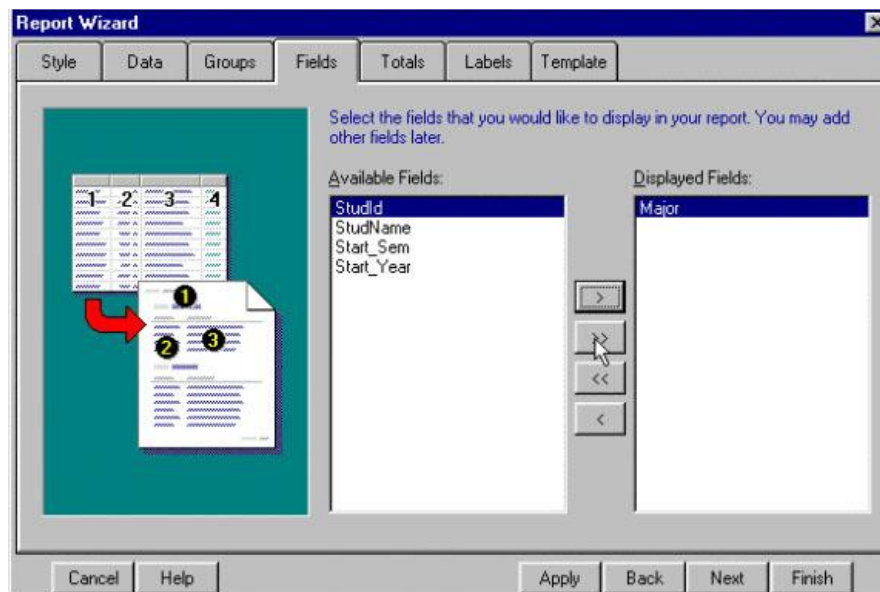 Report Wizard
Style Data Groups Fields Totals Labels Template
Select the fields that you would like to display in your report. You may add
other fields later.
Available Fields: Displayed Fields:
StudId Major
StudName
Start_Sem
Start_Year
1 2 3 4
1
2 3
>
>>
<<
<
Cancel Help Apply Back Next Finish